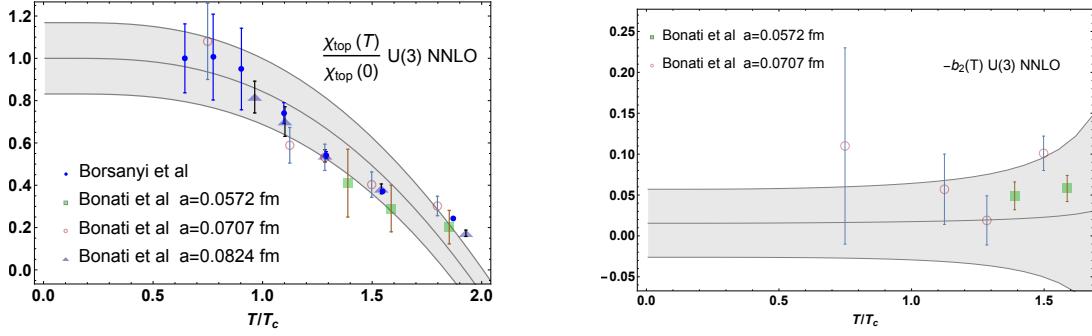 1.2
1.0
0.8
0.6
0.4
0.2
0.0
χtop (T)
χtop (0)
U(3) NNLO
Borsanyi et al
Bonati et al a=0.0572 fm
Bonati et al a=0.0707 fm
Bonati et al a=0.0824 fm
0.0 0.5 1.0 1.5 2.0
T/Tc
0.25
0.20
0.15
0.10
0.05
0.00
−0.05
Bonati et al a=0.0572 fm
Bonati et al a=0.0707 fm
−b2(T) U(3) NNLO
0.0 0.5 1.0 1.5
T/Tc